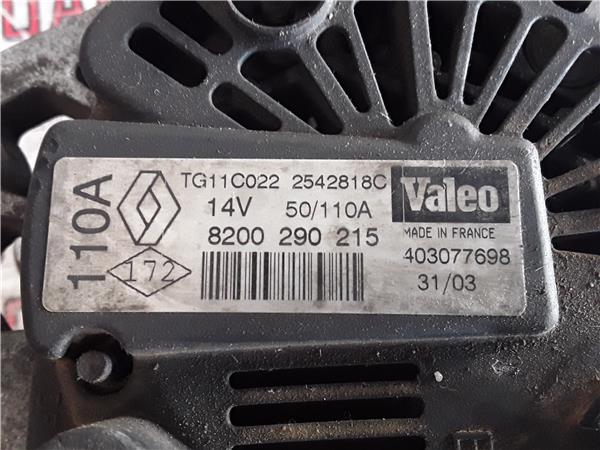 110A
172
TG11C022 2542818C
14V 50/110A
8200 290 215
Valeo
MADE IN FRANCE
403077698
31/03